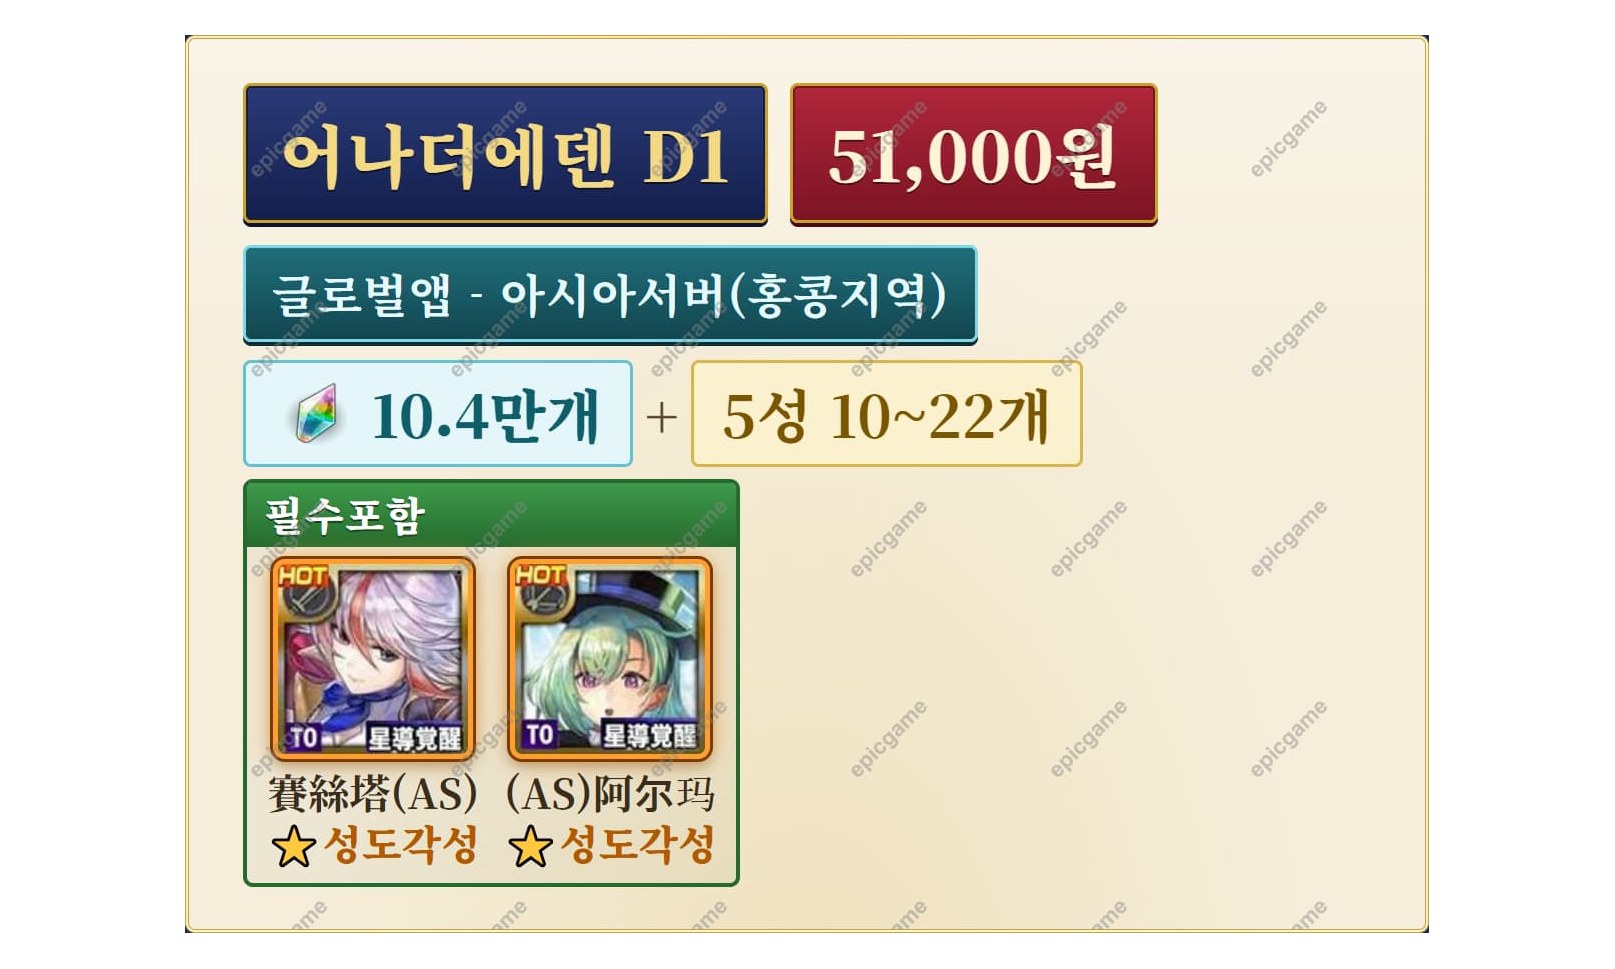 어나더에덴 D1 51,000원
글로벌앱 - 아시아서버(홍콩지역)
10.4만개 + 5성 10~22개
필수포함
HOT HOT
T0 星導覚醒 T0 星導覚醒
賽絲塔(AS) (AS)阿尔玛
성도각성 성도각성
epicgame